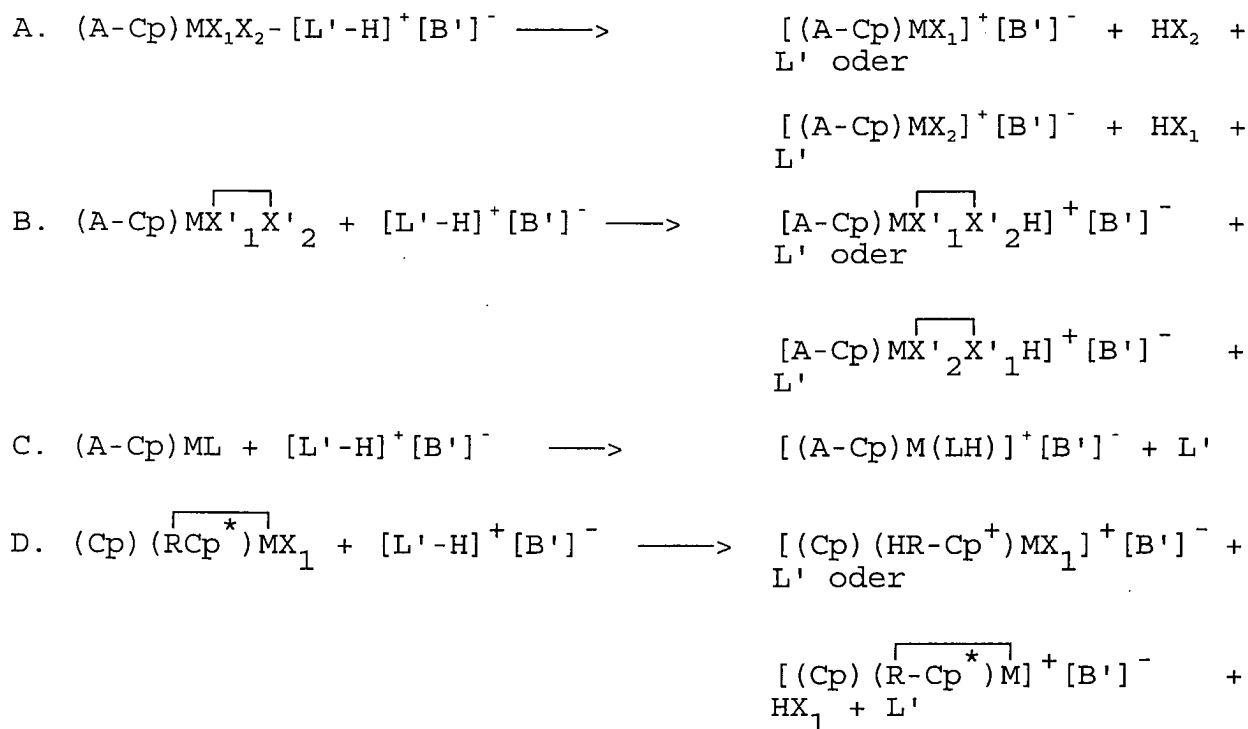 A. (A-Cp)MX₁X₂-[L'-H]⁺[B']⁻ ——> [(A-Cp)MX₁]⁺[B']⁻ + HX₂ +
L' oder
[(A-Cp)MX₂]⁺[B']⁻ + HX₁ +
L'
B. (A-Cp)MX'₁X'₂ + [L'-H]⁺[B']⁻ ——> [A-Cp)MX'₁X'₂H]⁺[B']⁻ +
L' oder
[A-Cp)MX'₂X'₁H]⁺[B']⁻ +
L'
C. (A-Cp)ML + [L'-H]⁺[B']⁻ ——> [(A-Cp)M(LH)]⁺[B']⁻ + L'
D. (Cp)(RCp*)MX₁ + [L'-H]⁺[B']⁻ ——> [(Cp)(HR-Cp⁺)MX₁]⁺[B']⁻ +
L' oder
[(Cp)(R-Cp*)M]⁺[B']⁻ +
HX₁ + L'